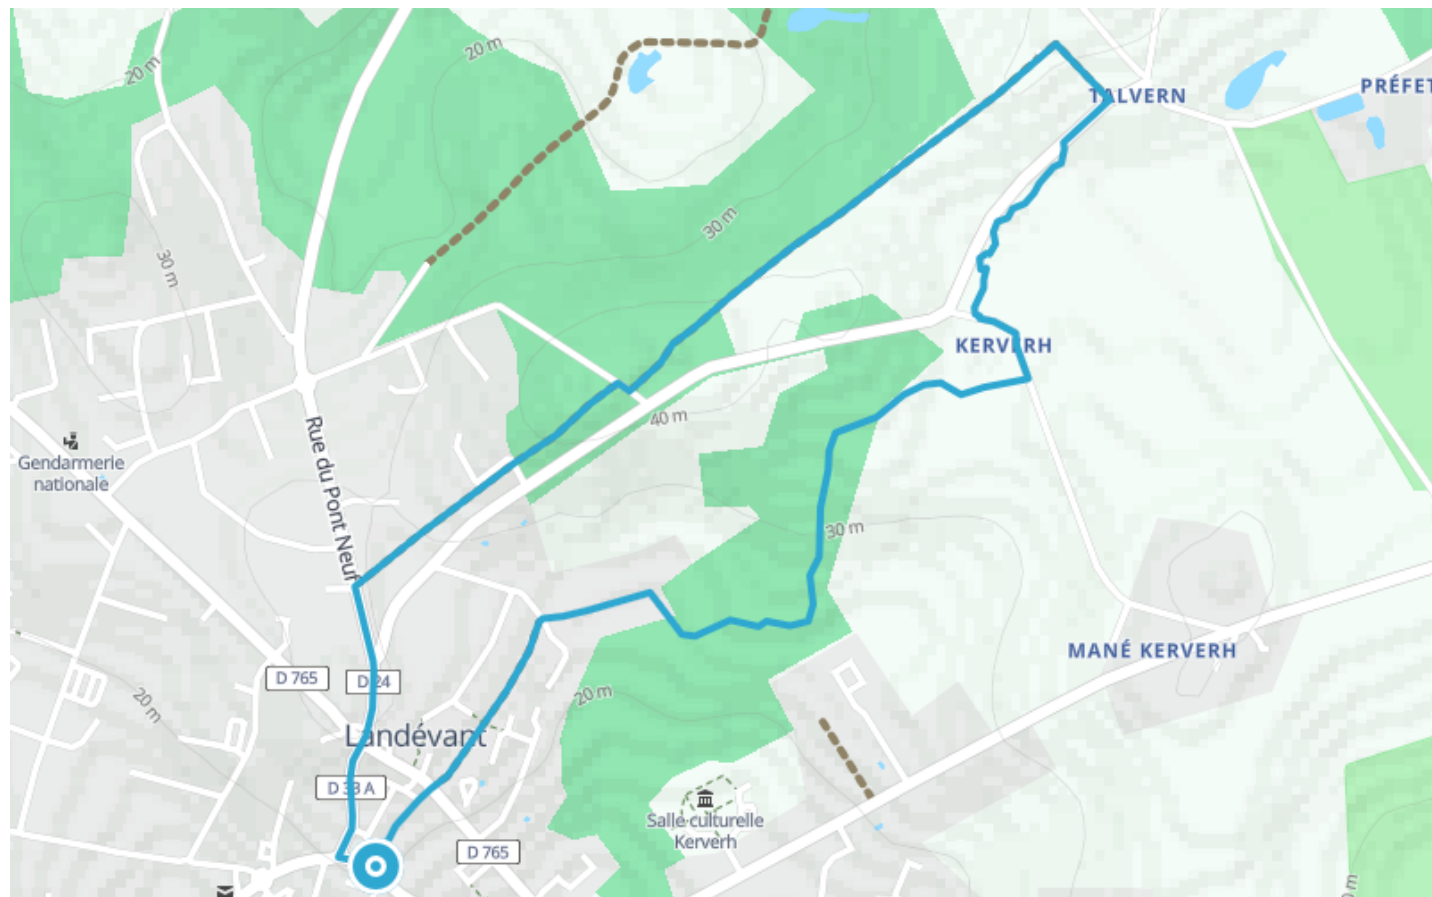 20 m
20 m
TALVERN
PRÉFET
30 m
30 m
KERVERH
40 m
Rue du Pont Neuf
Gendarmerie
nationale
30 m
MANÉ KERVERH
D 765
D 24
20 m
20 m
Landévant
D 33 A
Salle culturelle
Kerverh
D 765